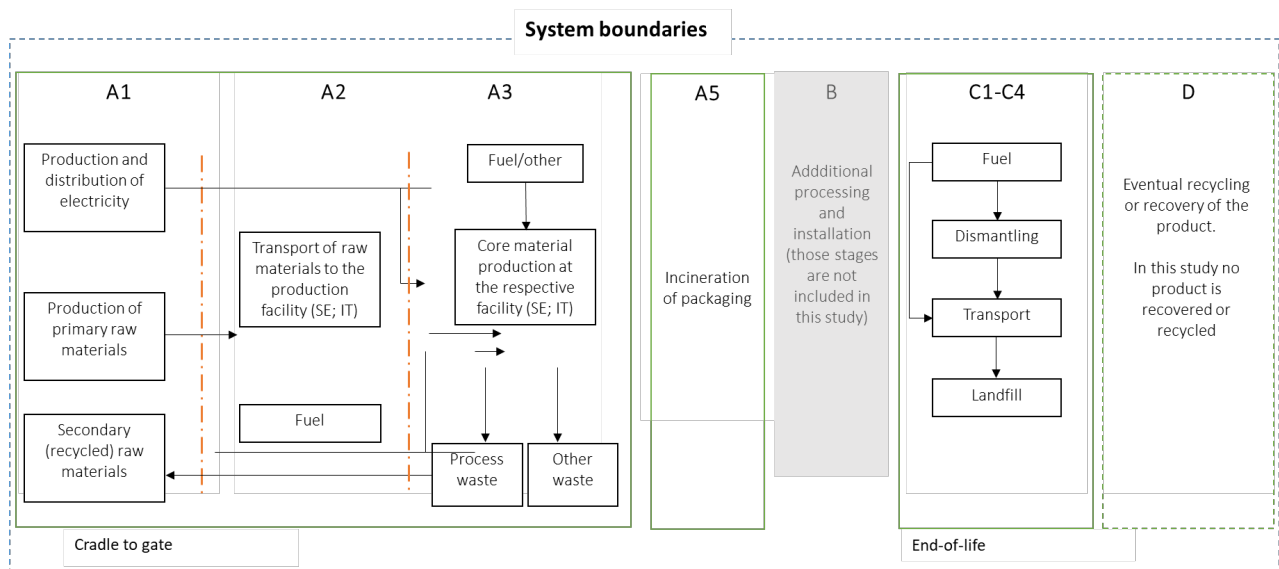 System boundaries
A1
Production and
distribution of
electricity
Production of
primary raw
materials
Secondary
(recycled) raw
materials
A2
Transport of raw
materials to the
production
facility (SE; IT)
Fuel
A3
Fuel/other
Core material
production at
the respective
facility (SE; IT)
Process
waste
Other
waste
Cradle to gate
A5
Incineration
of packaging
B
Addditional
processing
and
installation
(those stages
are not
included in
this study)
C1-C4
Fuel
Dismantling
Transport
Landfill
End-of-life
D
Eventual recycling
or recovery of the
product.
In this study no
product is
recovered or
recycled